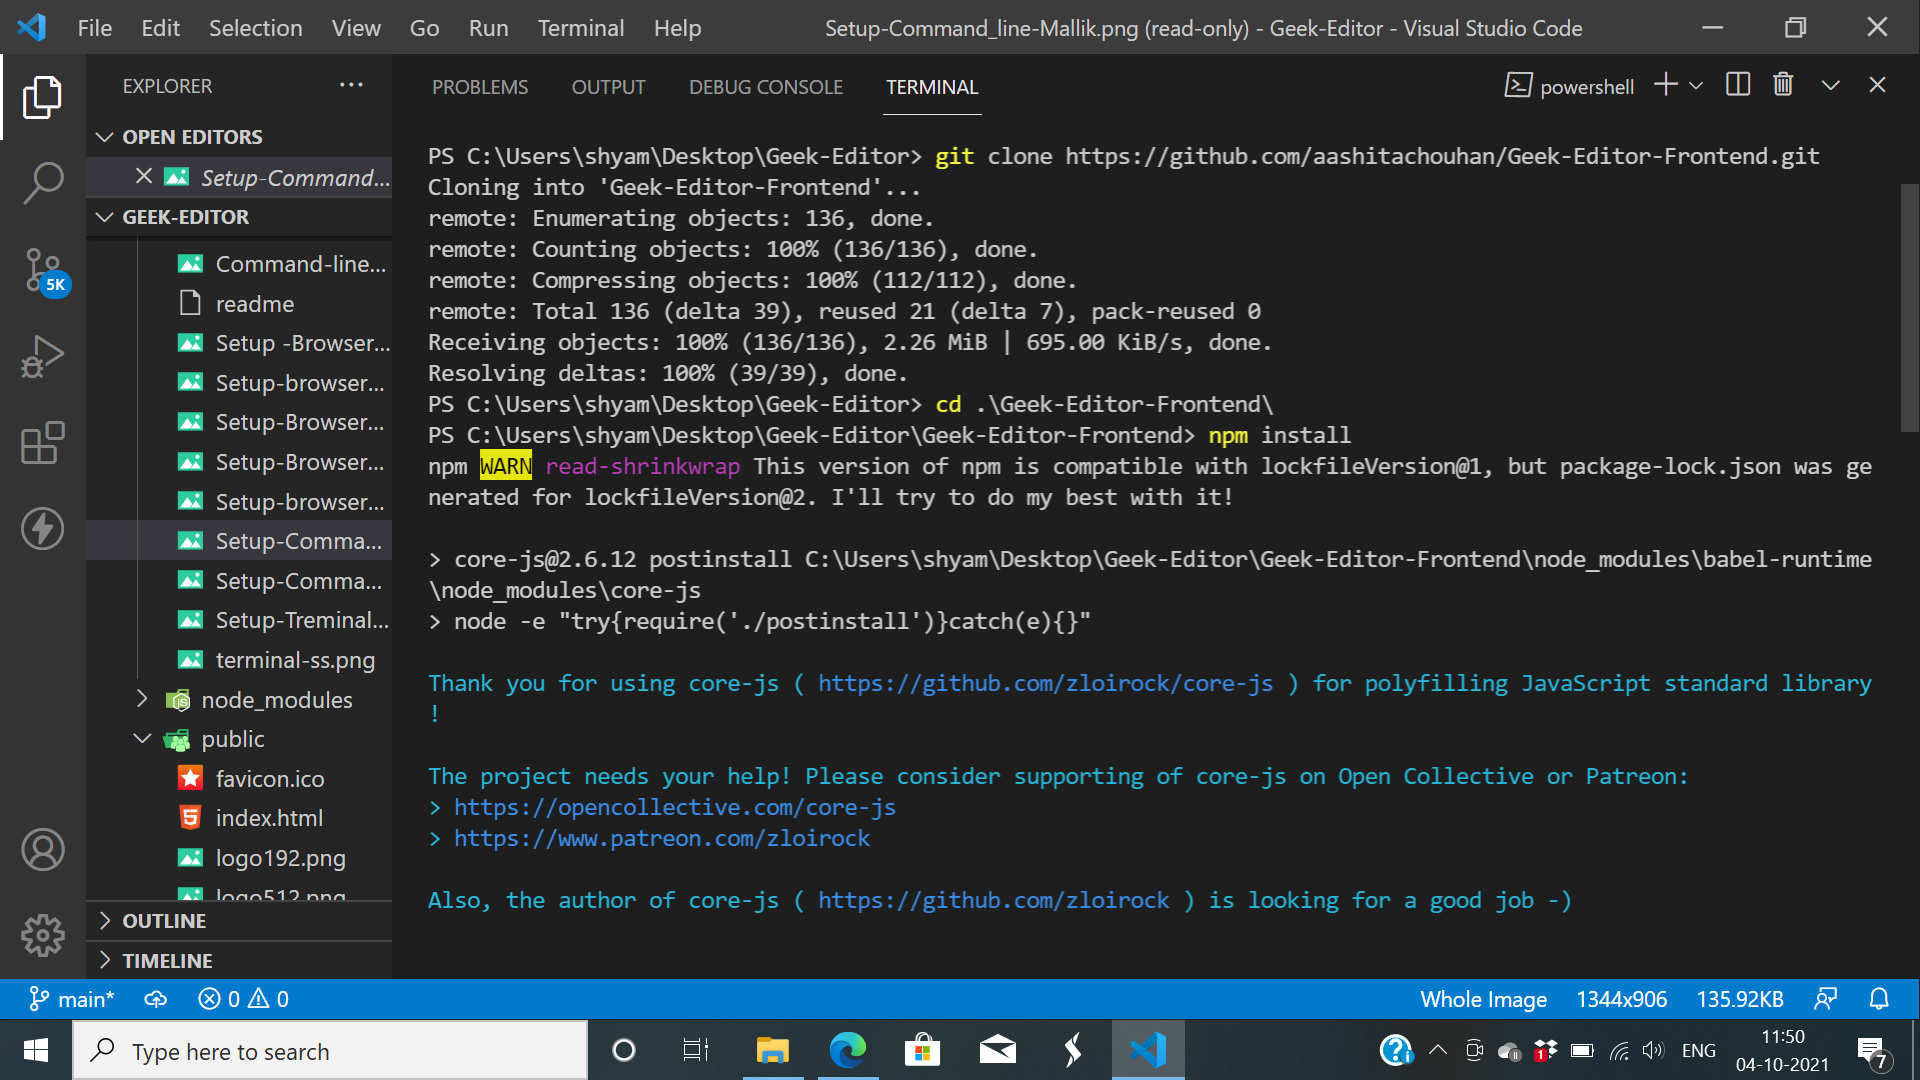 File Edit Selection View Go Run Terminal Help
Setup-Command_line-Mallik.png (read-only) - Geek-Editor - Visual Studio Code
EXPLORER
OPEN EDITORS
Setup-Command...
GEEK-EDITOR
Command-line...
readme
Setup -Browser...
Setup-browser...
Setup-Browser...
Setup-Browser...
Setup-browser...
Setup-Comma...
Setup-Comma...
Setup-Treminal...
terminal-ss.png
node_modules
public
favicon.ico
index.html
logo192.png
logo512.png
OUTLINE
TIMELINE
5K
PROBLEMS OUTPUT DEBUG CONSOLE TERMINAL
powershell
PS C:\Users\shyam\Desktop\Geek-Editor> git clone https://github.com/aashitachouhan/Geek-Editor-Frontend.git
Cloning into 'Geek-Editor-Frontend'...
remote: Enumerating objects: 136, done.
remote: Counting objects: 100% (136/136), done.
remote: Compressing objects: 100% (112/112), done.
remote: Total 136 (delta 39), reused 21 (delta 7), pack-reused 0
Receiving objects: 100% (136/136), 2.26 MiB | 695.00 KiB/s, done.
Resolving deltas: 100% (39/39), done.
PS C:\Users\shyam\Desktop\Geek-Editor> cd .\Geek-Editor-Frontend\
PS C:\Users\shyam\Desktop\Geek-Editor\Geek-Editor-Frontend> npm install
npm WARN read-shrinkwrap This version of npm is compatible with lockfileVersion@1, but package-lock.json was ge
nerated for lockfileVersion@2. I'll try to do my best with it!
> core-js@2.6.12 postinstall C:\Users\shyam\Desktop\Geek-Editor\Geek-Editor-Frontend\node_modules\babel-runtime
\node_modules\core-js
> node -e "try{require('./postinstall')}catch(e){}"
Thank you for using core-js ( https://github.com/zloirock/core-js ) for polyfilling JavaScript standard library
!
The project needs your help! Please consider supporting of core-js on Open Collective or Patreon:
> https://opencollective.com/core-js
> https://www.patreon.com/zloirock
Also, the author of core-js ( https://github.com/zloirock ) is looking for a good job -)
main* 0 0
Whole Image 1344x906 135.92KB
Type here to search
1
ENG
11:50
04-10-2021
7